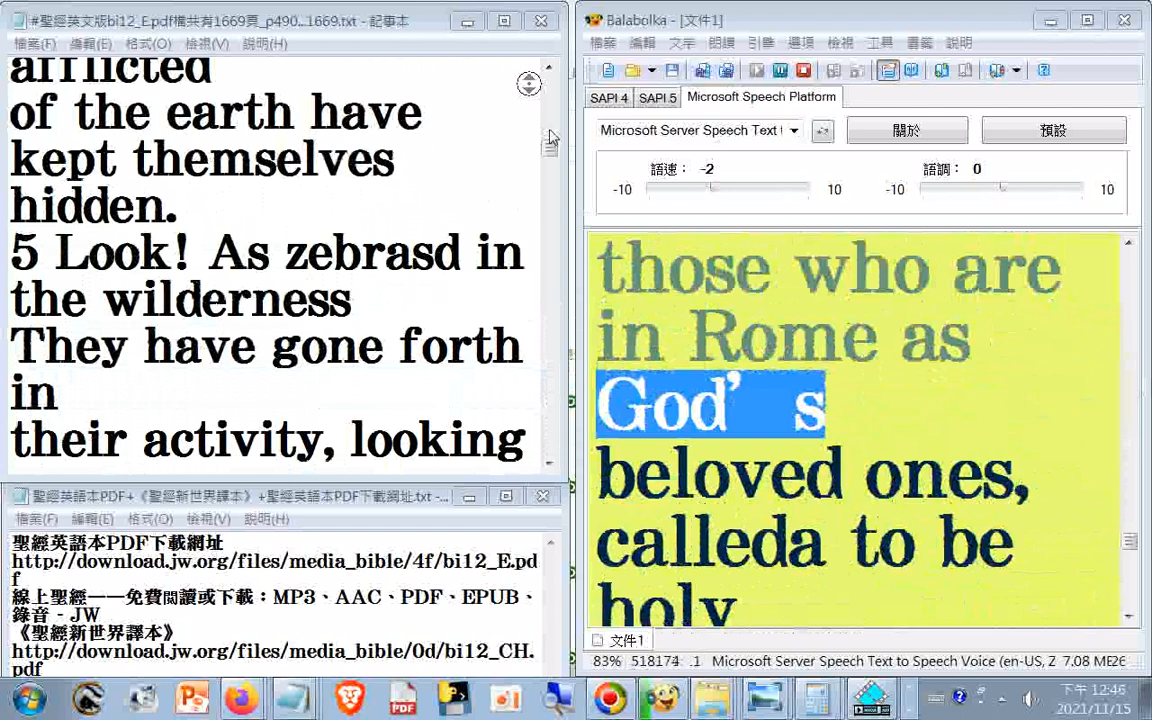 #聖經英文版bi12_E.pdf檔共有1669頁_p490...1669.txt - 記事本
檔案(F) 編輯(E) 格式(O) 檢視(V) 說明(H)
afflicted
of the earth have
kept themselves
hidden.
5 Look! As zebrasd in
the wilderness
They have gone forth
in
their activity, looking
聖經英語本PDF+《聖經新世界譯本》+聖經英語本PDF下載網址.txt - ...
檔案(F) 編輯(E) 格式(O) 檢視(V) 說明(H)
聖經英語本PDF下載網址
http://download.jw.org/files/media_bible/4f/bi12_E.pd
f
線上聖經——免費閱讀或下載：MP3、AAC、PDF、EPUB、
錄音 - JW
《聖經新世界譯本》
http://download.jw.org/files/media_bible/0d/bi12_CH.
pdf
Balabolka - [文件1]
檔案 編輯 文字 朗讀 引擎 選項 檢視 工具 書籤 說明
SAPI 4 SAPI 5 Microsoft Speech Platform
Microsoft Server Speech Text 關於 預設
語速： -2 語調： 0
-10 10 -10 10
those who are
in Rome as
God’s
beloved ones,
calleda to be
holy
文件1
83% 518174 .1 Microsoft Server Speech Text to Speech Voice (en-US, Z 7.08 ME26
下午 12:46
2021/11/15